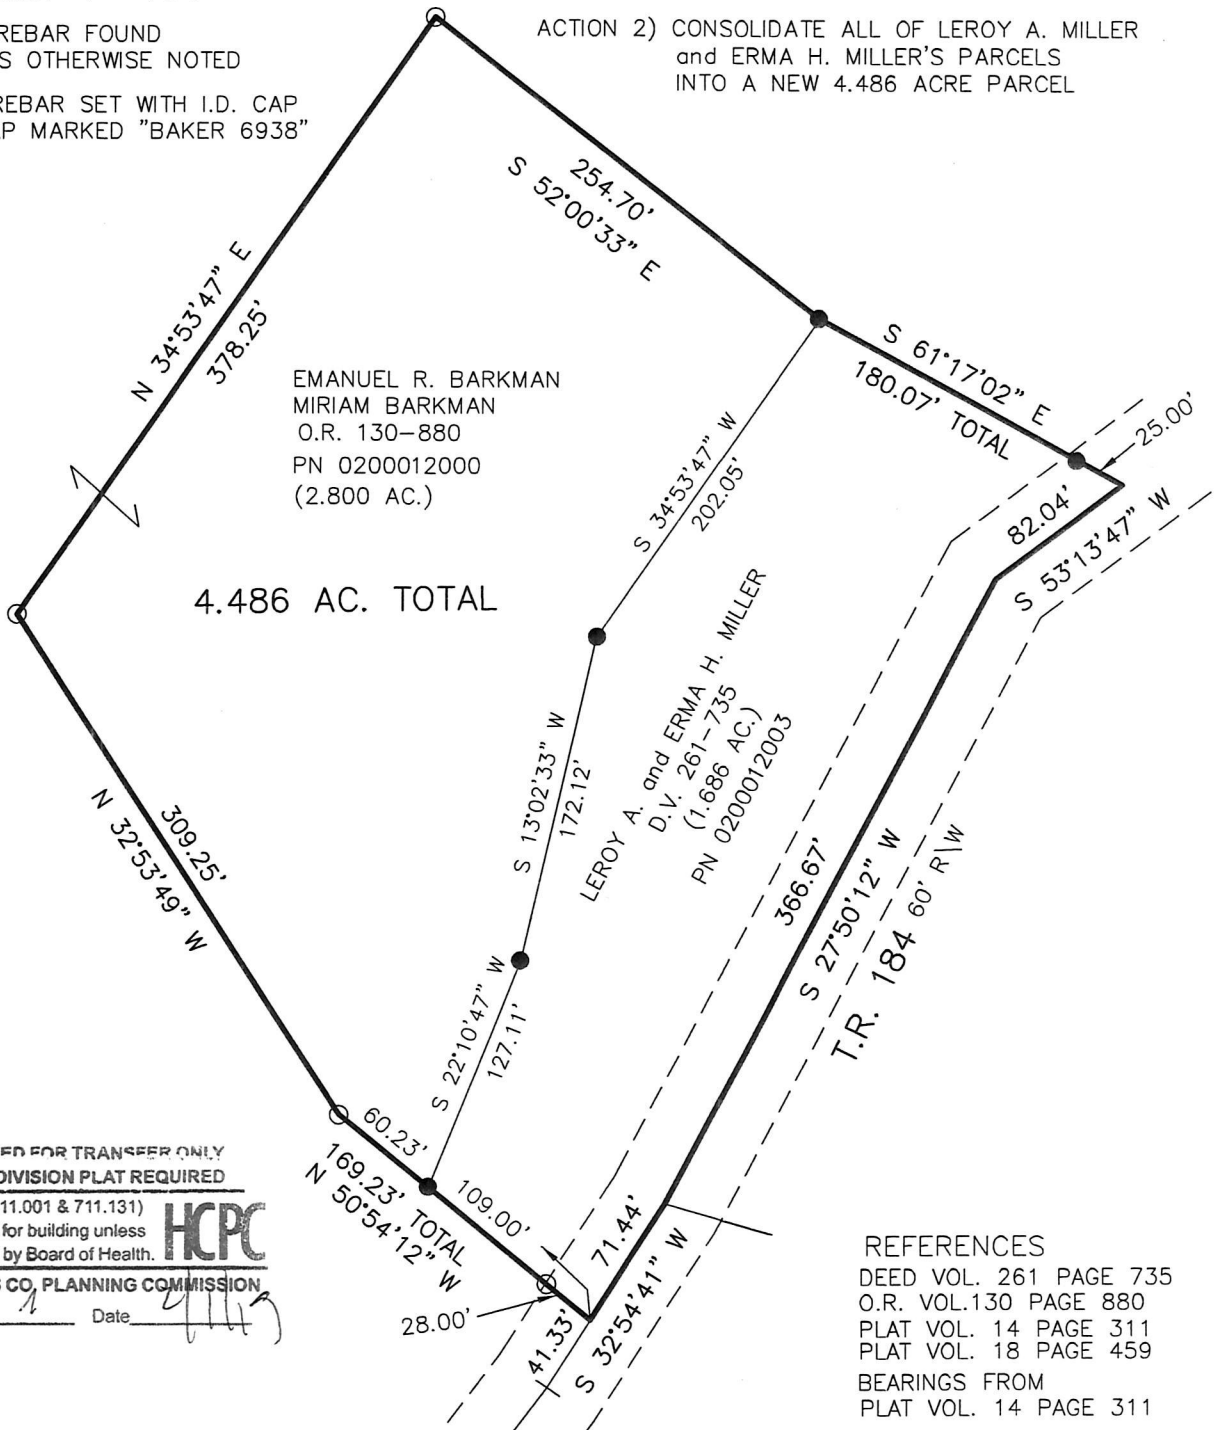 REBAR FOUND
S OTHERWISE NOTED
REBAR SET WITH I.D. CAP
P MARKED "BAKER 6938"
ACTION 2) CONSOLIDATE ALL OF LEROY A. MILLER
and ERMA H. MILLER'S PARCELS
INTO A NEW 4.486 ACRE PARCEL
254.70'
S 52°00'33" E
N 34°53'47" E
378.25'
S 61°17'02" E
180.07' TOTAL
25.00'
82.04'
S 53°13'47" W
EMANUEL R. BARKMAN
MIRIAM BARKMAN
O.R. 130-880
PN 0200012000
(2.800 AC.)
S 34°53'47" W
202.05'
4.486 AC. TOTAL
LEROY A. and ERMA H. MILLER
D.V. 261-735
(1.686 AC.)
PN 0200012003
S 13°02'33" W
172.12'
309.25'
N 32°53'49" W
366.67'
S 27°50'12" W
T.R. 184 60' R\W
S 22°10'47" W
127.11'
60.23'
169.23' TOTAL
N 50°54'12" W
109.00'
71.44'
S 32°54'41" W
28.00'
41.33'
ED FOR TRANSFER ONLY
DIVISION PLAT REQUIRED
11.001 & 711.131)
for building unless
by Board of Health.
HCPC
CO. PLANNING COMMISSION
Date
REFERENCES
DEED VOL. 261 PAGE 735
O.R. VOL.130 PAGE 880
PLAT VOL. 14 PAGE 311
PLAT VOL. 18 PAGE 459
BEARINGS FROM
PLAT VOL. 14 PAGE 311